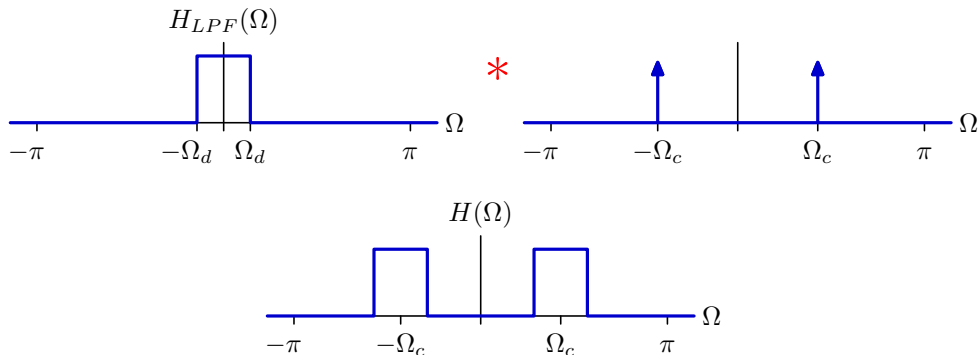 H_{LPF}(Ω)
*
Ω
Ω
−π −Ω_d Ω_d π
−π −Ω_c Ω_c π
H(Ω)
Ω
−π −Ω_c Ω_c π